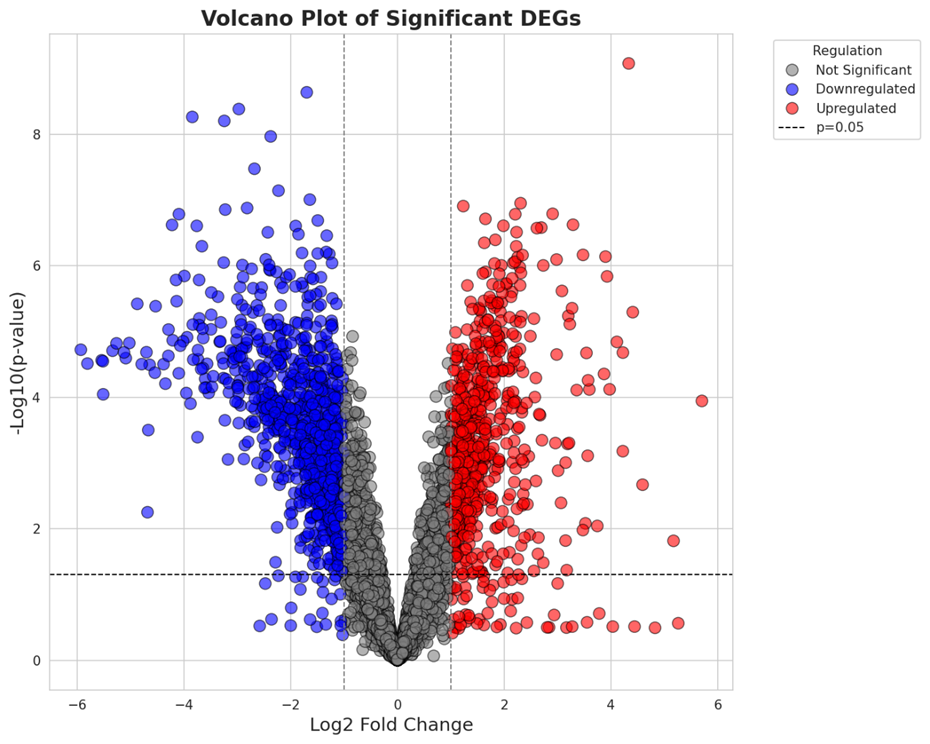 Volcano Plot of Significant DEGs
Regulation
Not Significant
Downregulated
Upregulated
p=0.05
-Log10(p-value)
8
6
4
2
0
−6
−4
−2
0
2
4
6
Log2 Fold Change